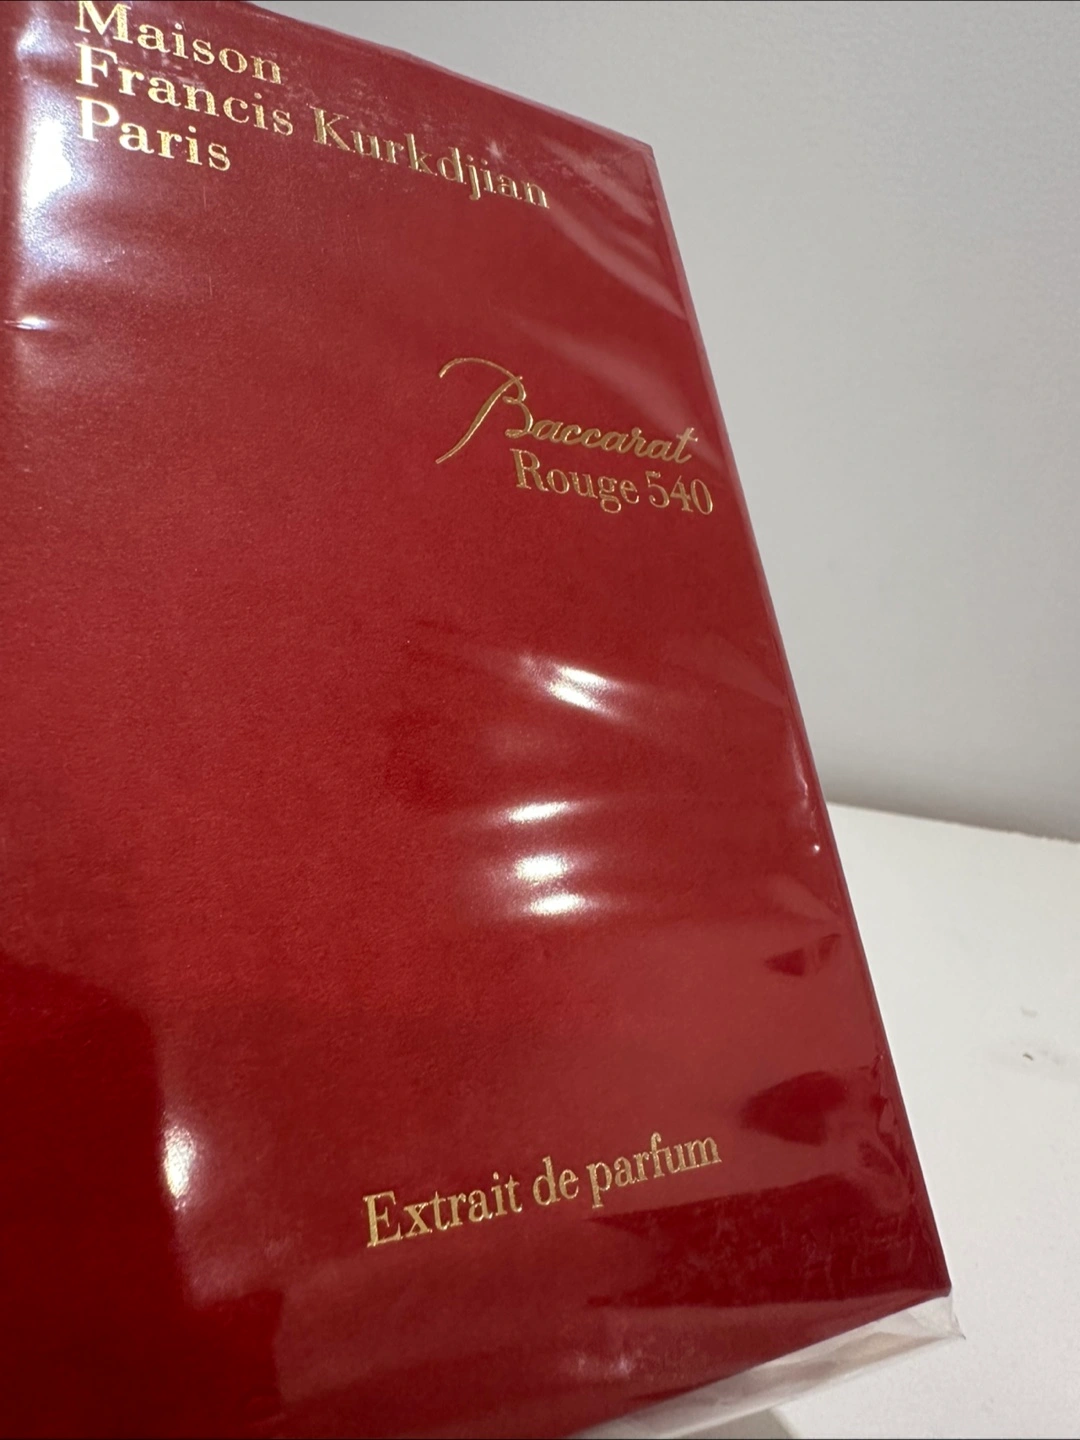 Maison
Francis Kurkdjian
Paris
Baccarat
Rouge 540
Extrait de parfum